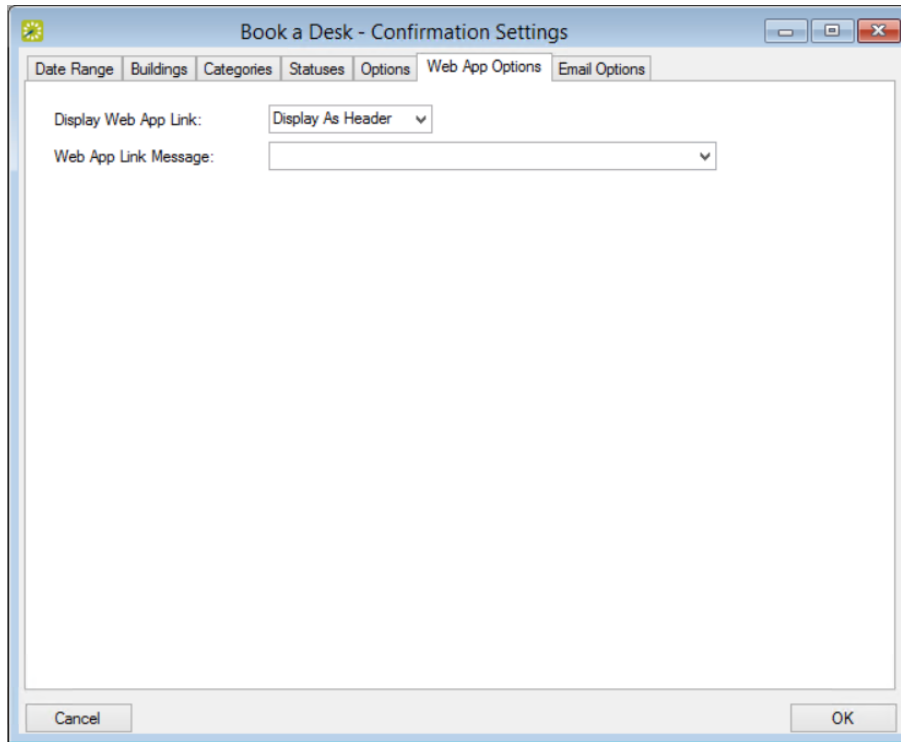 Book a Desk - Confirmation Settings
Date Range Buildings Categories Statuses Options Web App Options Email Options
Display Web App Link: Display As Header
Web App Link Message:
Cancel OK